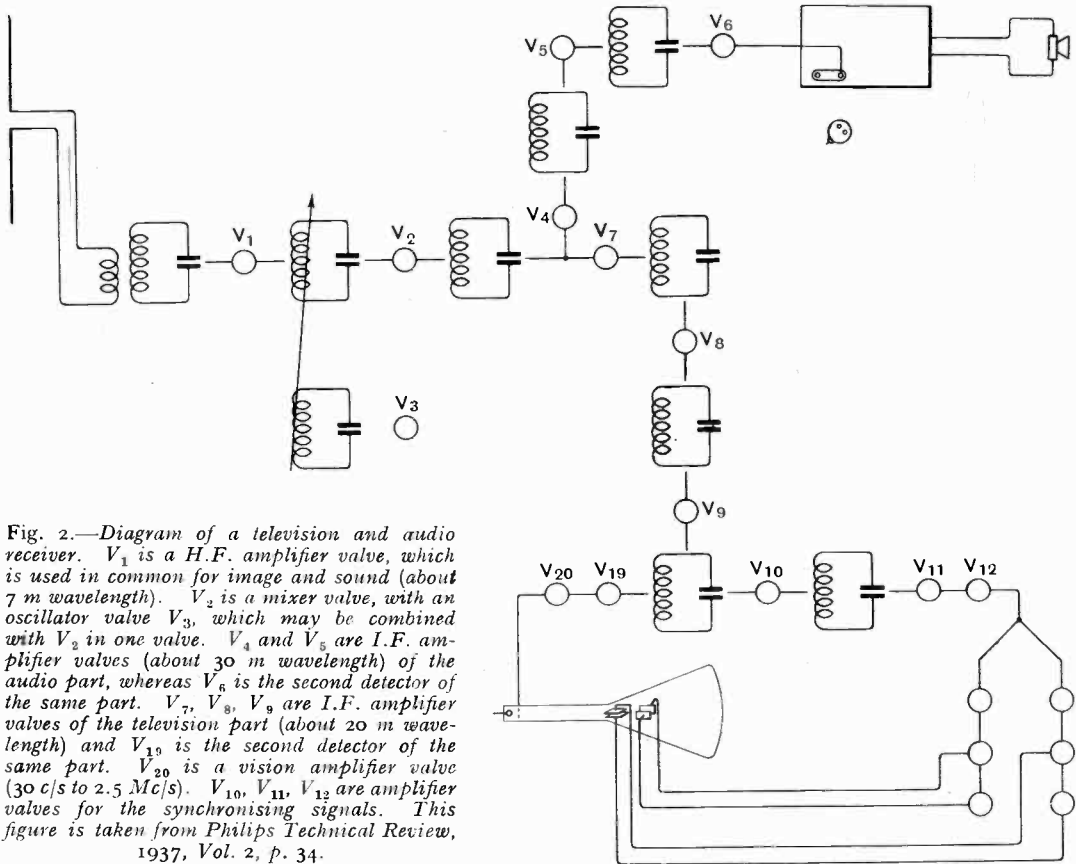 V5
V6
V4
V7
V1
V2
V3
V8
V9
V20
V19
V10
V11
V12
Fig. 2.—Diagram of a television and audio
receiver. V1 is a H.F. amplifier valve, which
is used in common for image and sound (about
7 m wavelength). V2 is a mixer valve, with an
oscillator valve V3, which may be combined
with V2 in one valve. V4 and V5 are I.F. am-
plifier valves (about 30 m wavelength) of the
audio part, whereas V6 is the second detector of
the same part. V7, V8, V9 are I.F. amplifier
valves of the television part (about 20 m wave-
length) and V19 is the second detector of the
same part. V20 is a vision amplifier valve
(30 c/s to 2.5 Mc/s). V10, V11, V12 are amplifier
valves for the synchronising signals. This
figure is taken from Philips Technical Review,
1937, Vol. 2, p. 34.